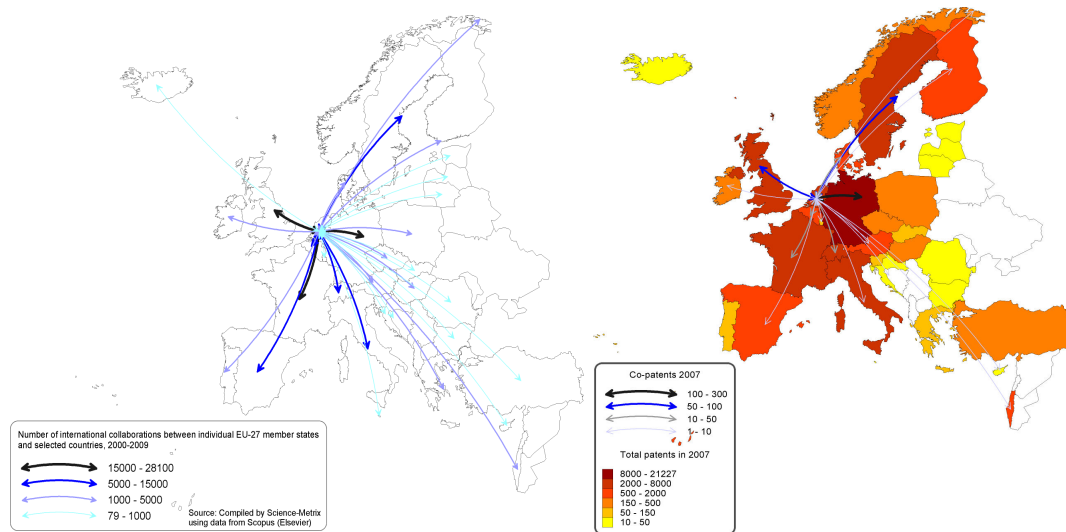 Number of international collaborations between individual EU-27 member states
and selected countries, 2000-2009
15000 - 28100
5000 - 15000
1000 - 5000
79 - 1000
Source: Compiled by Science-Metrix
using data from Scopus (Elsevier)
Co-patents 2007
100 - 300
50 - 100
10 - 50
1 - 10
Total patents in 2007
8000 - 21227
2000 - 8000
500 - 2000
150 - 500
50 - 150
10 - 50